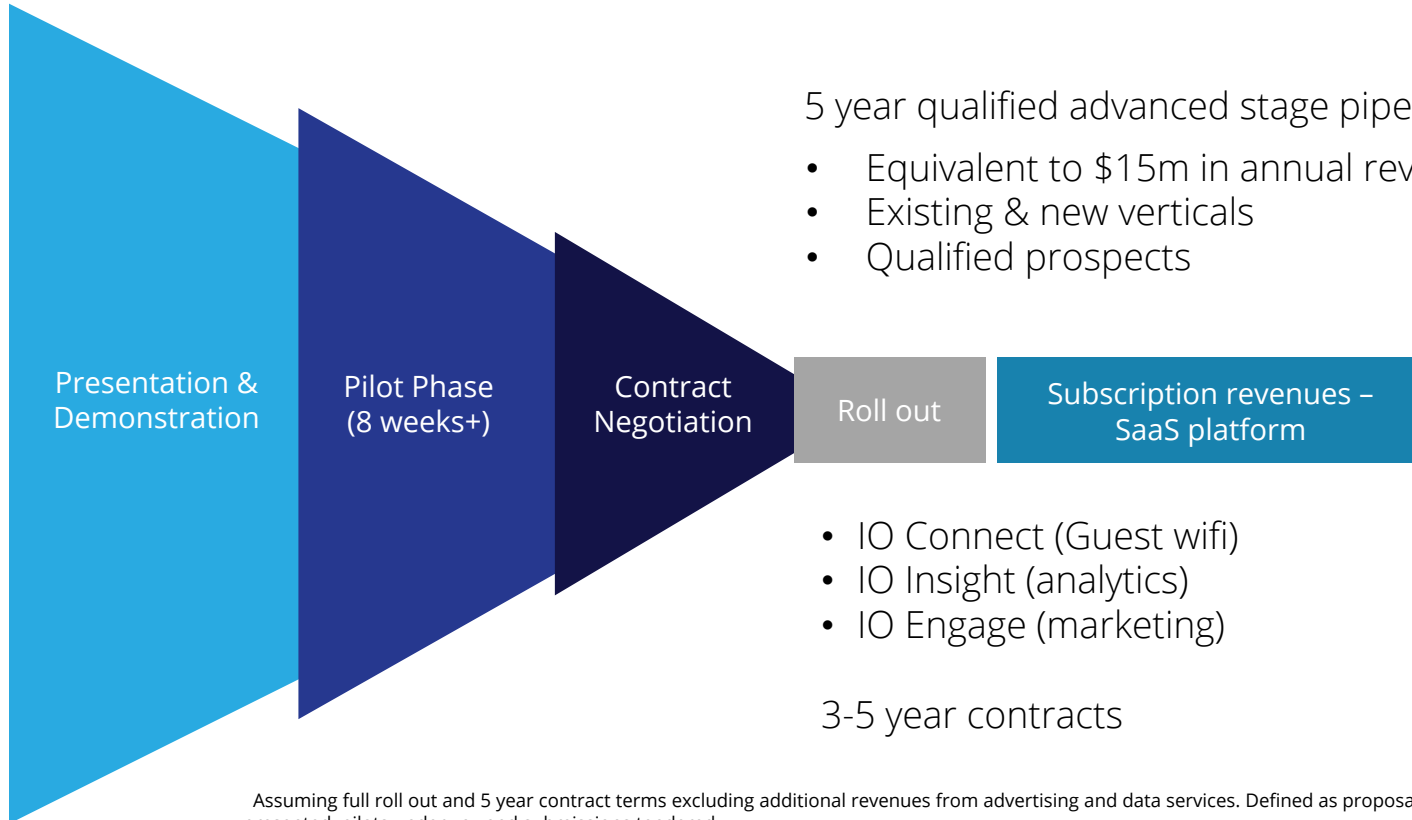 5 year qualified advanced stage pipe
• Equivalent to $15m in annual rev
• Existing & new verticals
• Qualified prospects
Presentation &
Demonstration
Pilot Phase
(8 weeks+)
Contract
Negotiation
Roll out
Subscription revenues –
SaaS platform
• IO Connect (Guest wifi)
• IO Insight (analytics)
• IO Engage (marketing)
3-5 year contracts
Assuming full roll out and 5 year contract terms excluding additional revenues from advertising and data services. Defined as proposa